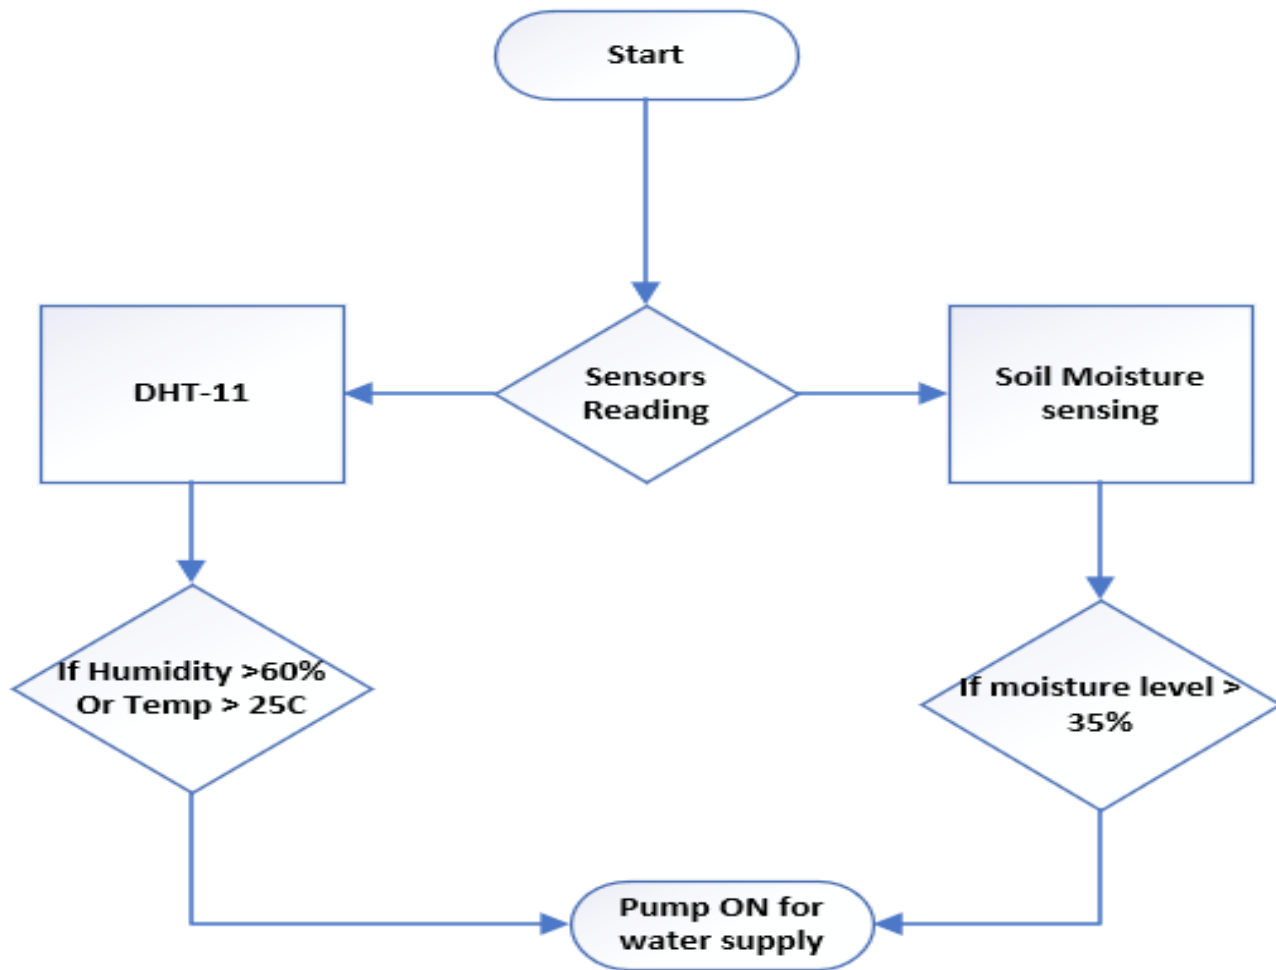 Start
Sensors
Reading
DHT-11
Soil Moisture
sensing
If Humidity >60%
Or Temp > 25C
If moisture level >
35%
Pump ON for
water supply